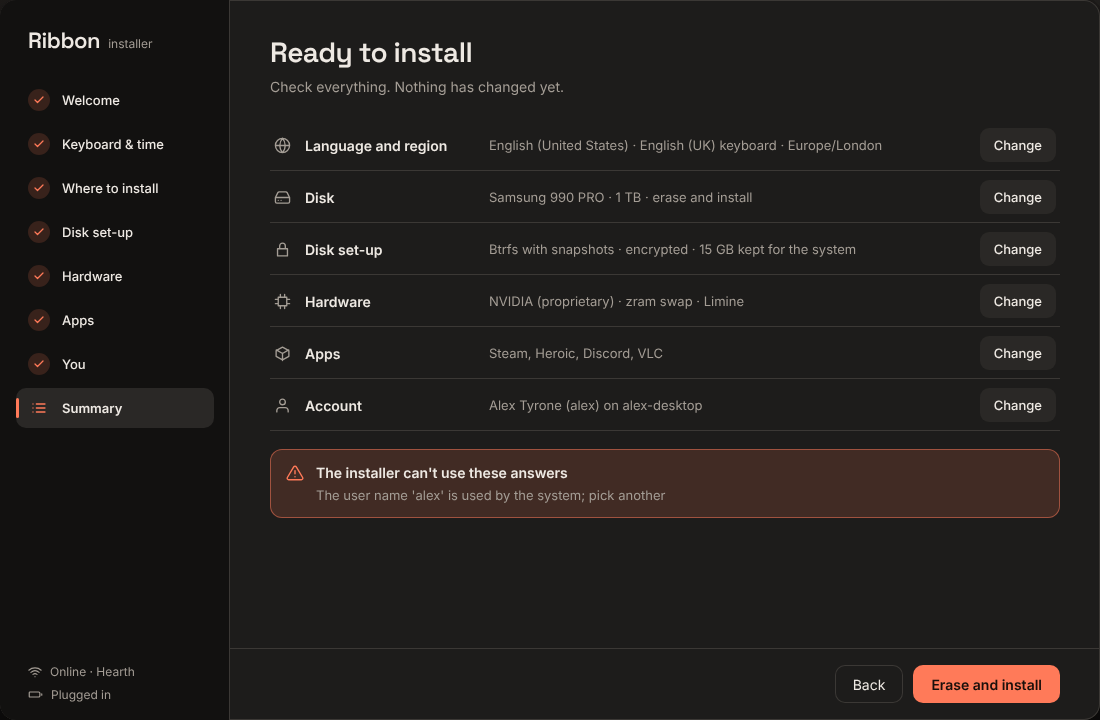 Ribbon installer
Welcome
Keyboard & time
Where to install
Disk set-up
Hardware
Apps
You
Summary
Online · Hearth
Plugged in
Ready to install
Check everything. Nothing has changed yet.
Language and region English (United States) · English (UK) keyboard · Europe/London Change
Disk Samsung 990 PRO · 1 TB · erase and install Change
Disk set-up Btrfs with snapshots · encrypted · 15 GB kept for the system Change
Hardware NVIDIA (proprietary) · zram swap · Limine Change
Apps Steam, Heroic, Discord, VLC Change
Account Alex Tyrone (alex) on alex-desktop Change
The installer can't use these answers
The user name 'alex' is used by the system; pick another
Back Erase and install